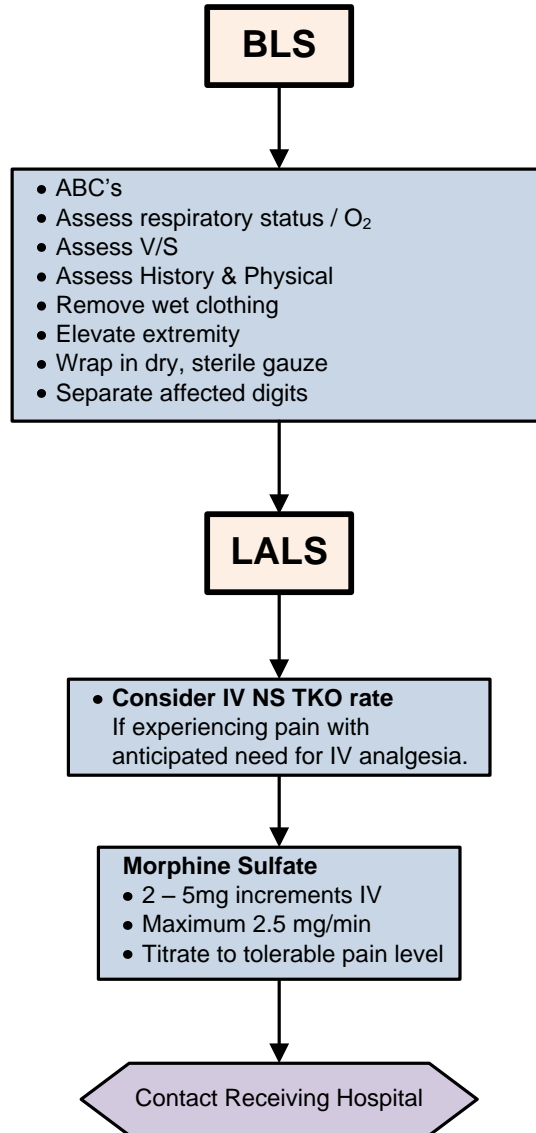 BLS
• ABC’s
• Assess respiratory status / O₂
• Assess V/S
• Assess History & Physical
• Remove wet clothing
• Elevate extremity
• Wrap in dry, sterile gauze
• Separate affected digits
LALS
• Consider IV NS TKO rate
If experiencing pain with
anticipated need for IV analgesia.
Morphine Sulfate
• 2 – 5mg increments IV
• Maximum 2.5 mg/min
• Titrate to tolerable pain level
Contact Receiving Hospital